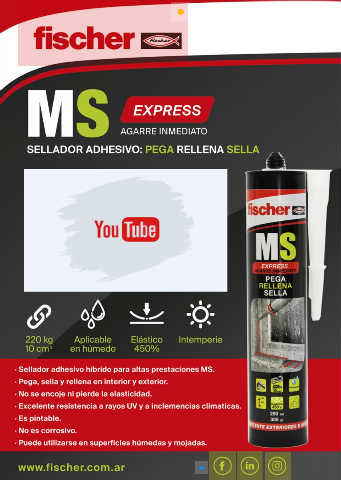 fischer
MS EXPRESS
AGARRE INMEDIATO
SELLADOR ADHESIVO: PEGA RELLENA SELLA
YouTube
fischer
MS
EXPRESS
PEGA
RELLENA
SELLA
220 kg
10 cm²
Aplicable
en húmedo
Elástico
450%
Intemperie
· Sellador adhesivo híbrido para altas prestaciones MS.
· Pega, sella y rellena en interior y exterior.
· No se encoje ni pierde la elasticidad.
· Excelente resistencia a rayos UV y a inclemencias climaticas.
· Es pintable.
· No es corrosivo.
· Puede utilizarse en superficies húmedas y mojadas.
www.fischer.com.ar